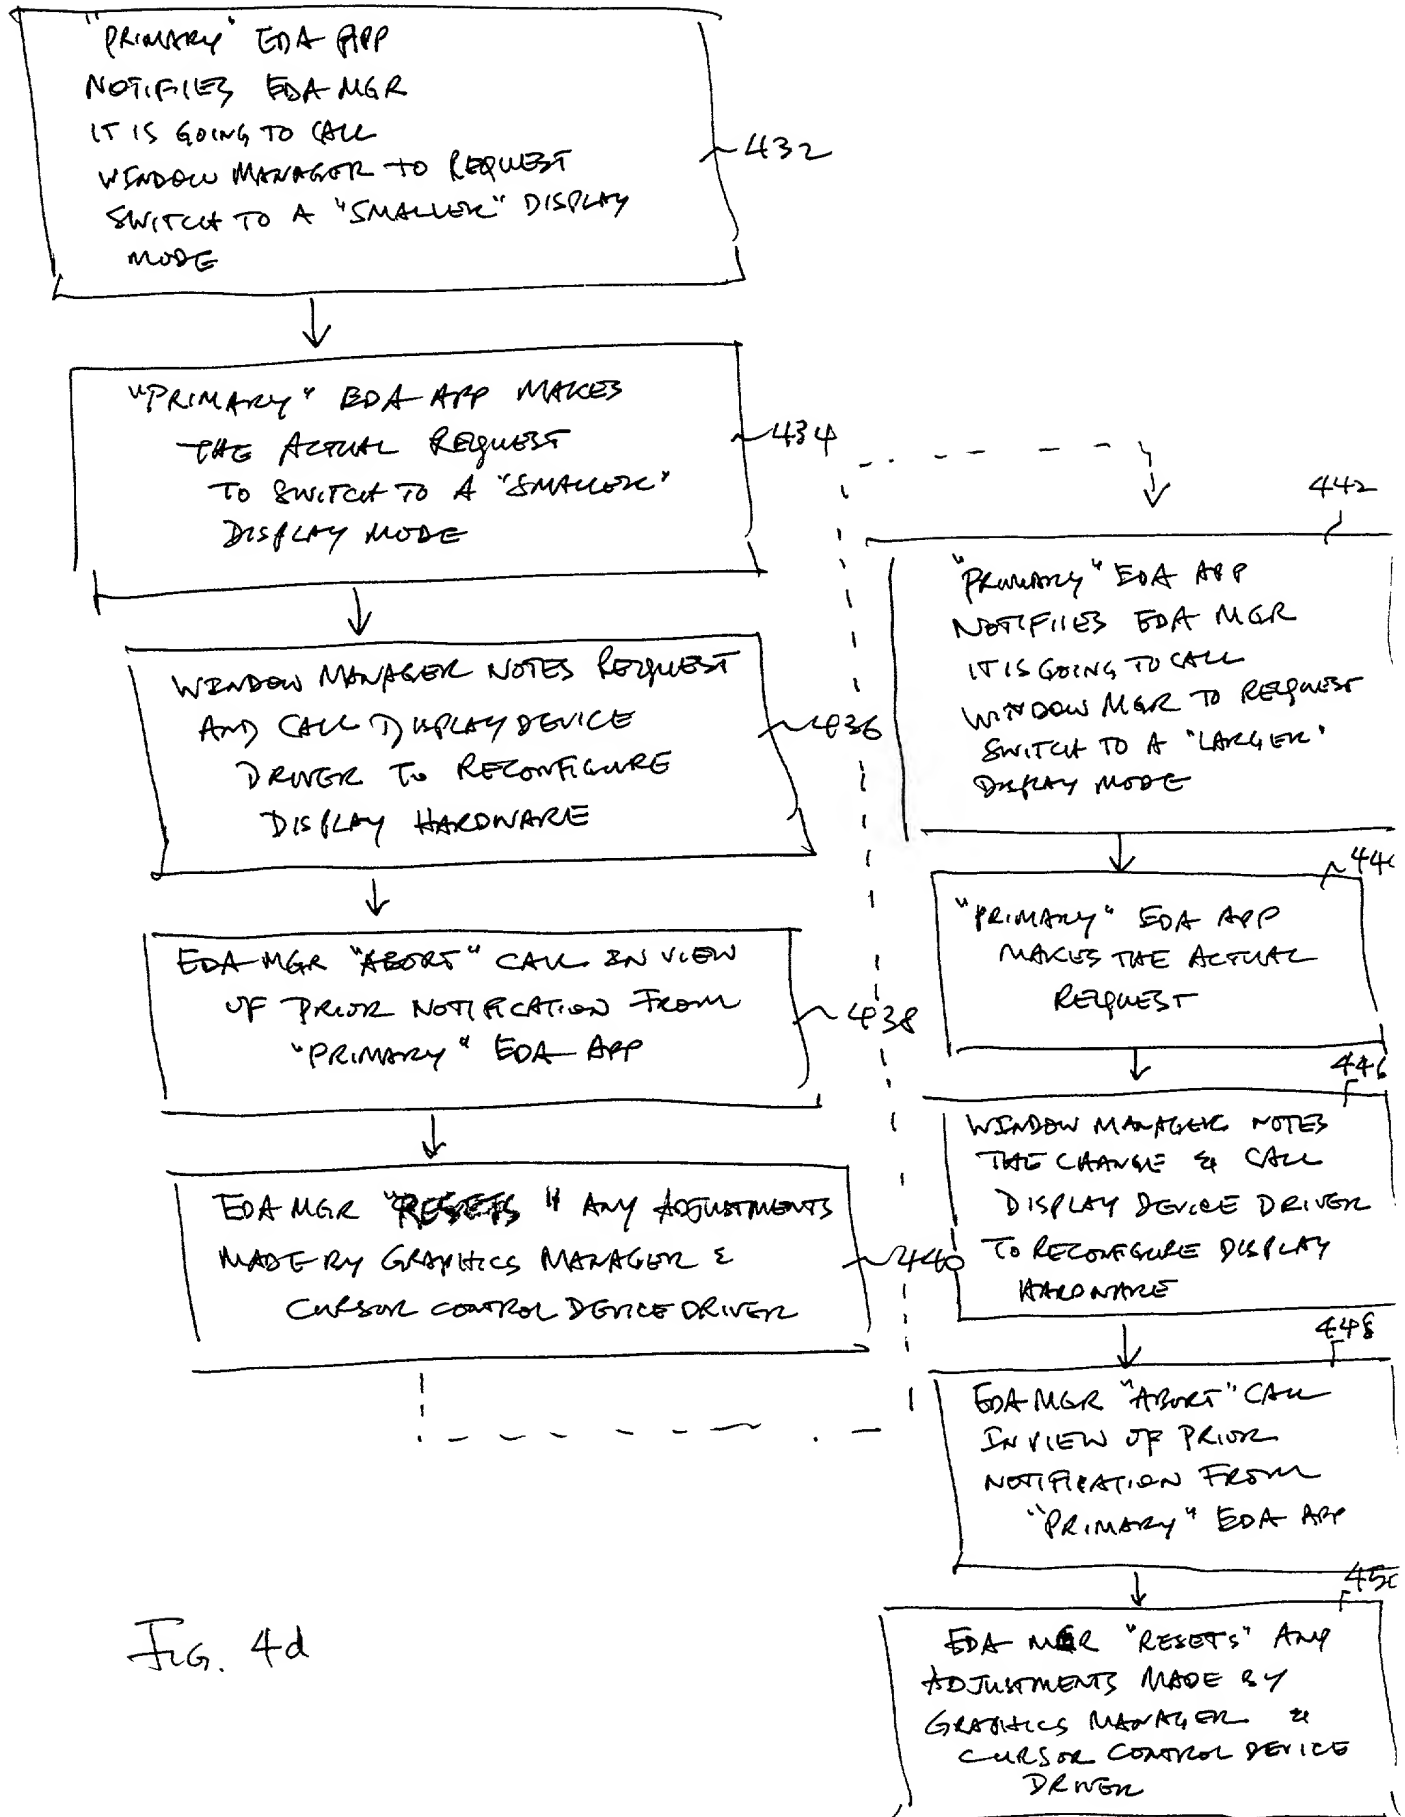 "PRIMARY" EDA APP
NOTIFIES EDA MGR
IT IS GOING TO CALL
WINDOW MANAGER TO REQUEST
SWITCH TO A "SMALLER" DISPLAY
MODE
432
"PRIMARY" EDA APP MAKES
THE ACTUAL REQUEST
TO SWITCH TO A "SMALLER"
DISPLAY MODE
434
WINDOW MANAGER NOTES REQUEST
AND CALL DISPLAY DEVICE
DRIVER TO RECONFIGURE
DISPLAY HARDWARE
436
EDA MGR "ABORT" CALL IN VIEW
OF PRIOR NOTIFICATION FROM
"PRIMARY" EDA APP
438
EDA MGR "RESETS" ANY ADJUSTMENTS
MADE BY GRAPHICS MANAGER &
CURSOR CONTROL DEVICE DRIVER
440
442
"PRIMARY" EDA APP
NOTIFIES EDA MGR
IT IS GOING TO CALL
WINDOW MGR TO REQUEST
SWITCH TO A "LARGER"
DISPLAY MODE
"PRIMARY" EDA APP
MAKES THE ACTUAL
REQUEST
446
WINDOW MANAGER NOTES
THE CHANGE & CALL
DISPLAY DEVICE DRIVER
TO RECONFIGURE DISPLAY
HARDWARE
448
EDA MGR "ABORT" CALL
IN VIEW OF PRIOR
NOTIFICATION FROM
"PRIMARY" EDA APP
450
EDA MGR "RESETS" ANY
ADJUSTMENTS MADE BY
GRAPHICS MANAGER &
CURSOR CONTROL DEVICE
DRIVER
FIG. 4d